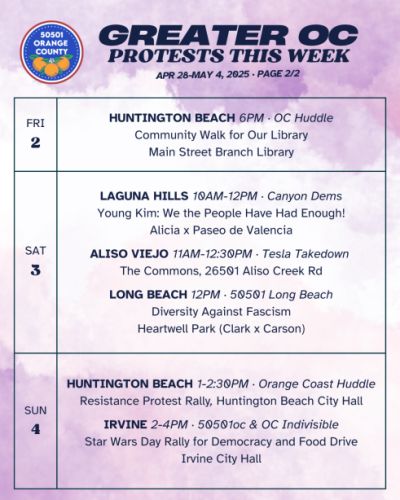 50501
ORANGE
COUNTY
GREATER OC
PROTESTS THIS WEEK
APR 28-MAY 4, 2025 · PAGE 2/2
FRI
2
HUNTINGTON BEACH 6PM · OC Huddle
Community Walk for Our Library
Main Street Branch Library
SAT
3
LAGUNA HILLS 10AM-12PM · Canyon Dems
Young Kim: We the People Have Had Enough!
Alicia x Paseo de Valencia
ALISO VIEJO 11AM-12:30PM · Tesla Takedown
The Commons, 26501 Aliso Creek Rd
LONG BEACH 12PM · 50501 Long Beach
Diversity Against Fascism
Heartwell Park (Clark x Carson)
SUN
4
HUNTINGTON BEACH 1-2:30PM · Orange Coast Huddle
Resistance Protest Rally, Huntington Beach City Hall
IRVINE 2-4PM · 50501oc & OC Indivisible
Star Wars Day Rally for Democracy and Food Drive
Irvine City Hall